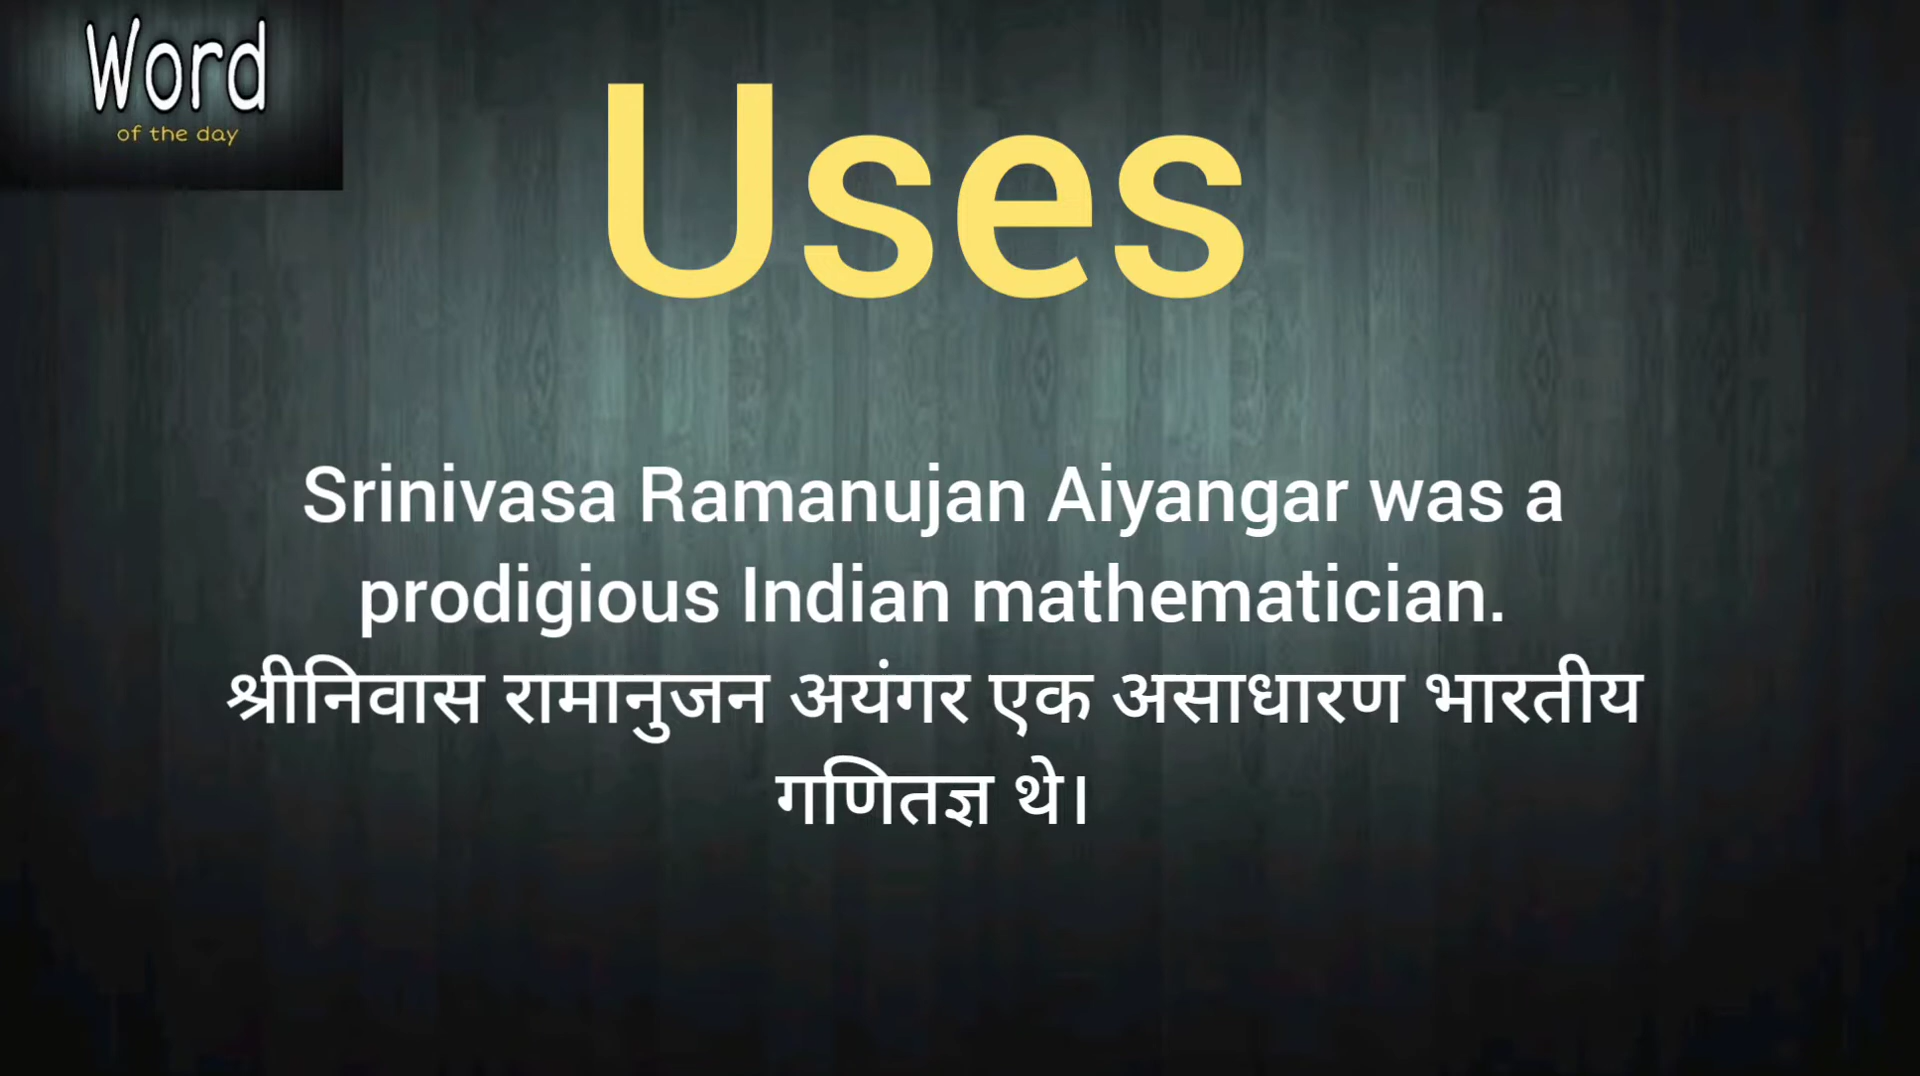 Word
of the day
Uses
Srinivasa Ramanujan Aiyangar was a
prodigious Indian mathematician.
श्रीनिवास रामानुजन अयंगर एक असाधारण भारतीय
गणितज्ञ थे।